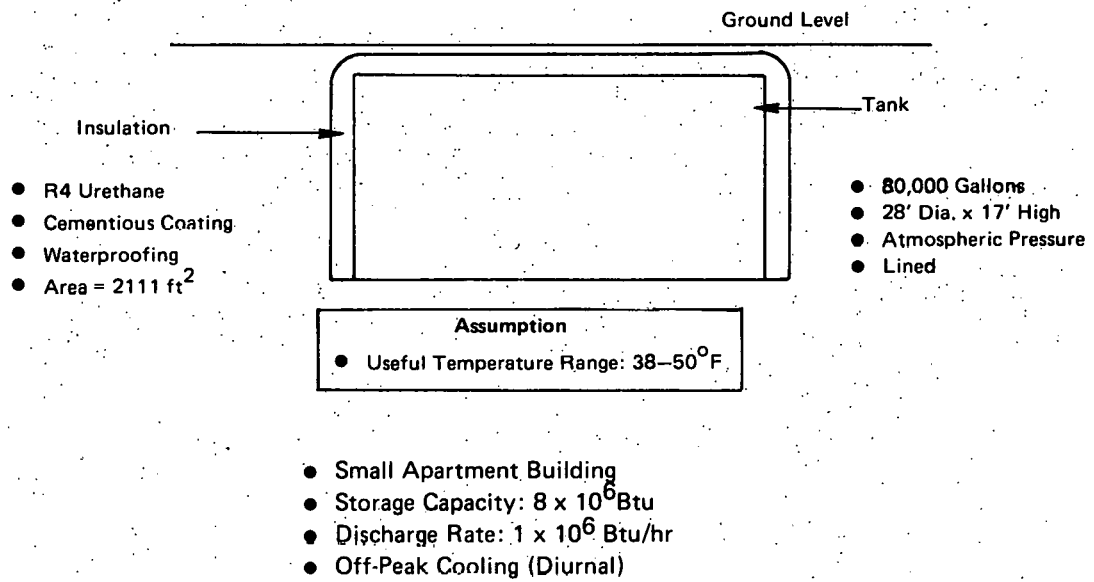 Ground Level
Tank
Insulation
● R4 Urethane
● Cementious Coating
● Waterproofing
● Area = 2111 ft²
● 80,000 Gallons
● 28' Dia. x 17' High
● Atmospheric Pressure
● Lined
Assumption
● Useful Temperature Range: 38–50°F
● Small Apartment Building
● Storage Capacity: 8 x 10⁶ Btu
● Discharge Rate: 1 x 10⁶ Btu/hr
● Off-Peak Cooling (Diurnal)